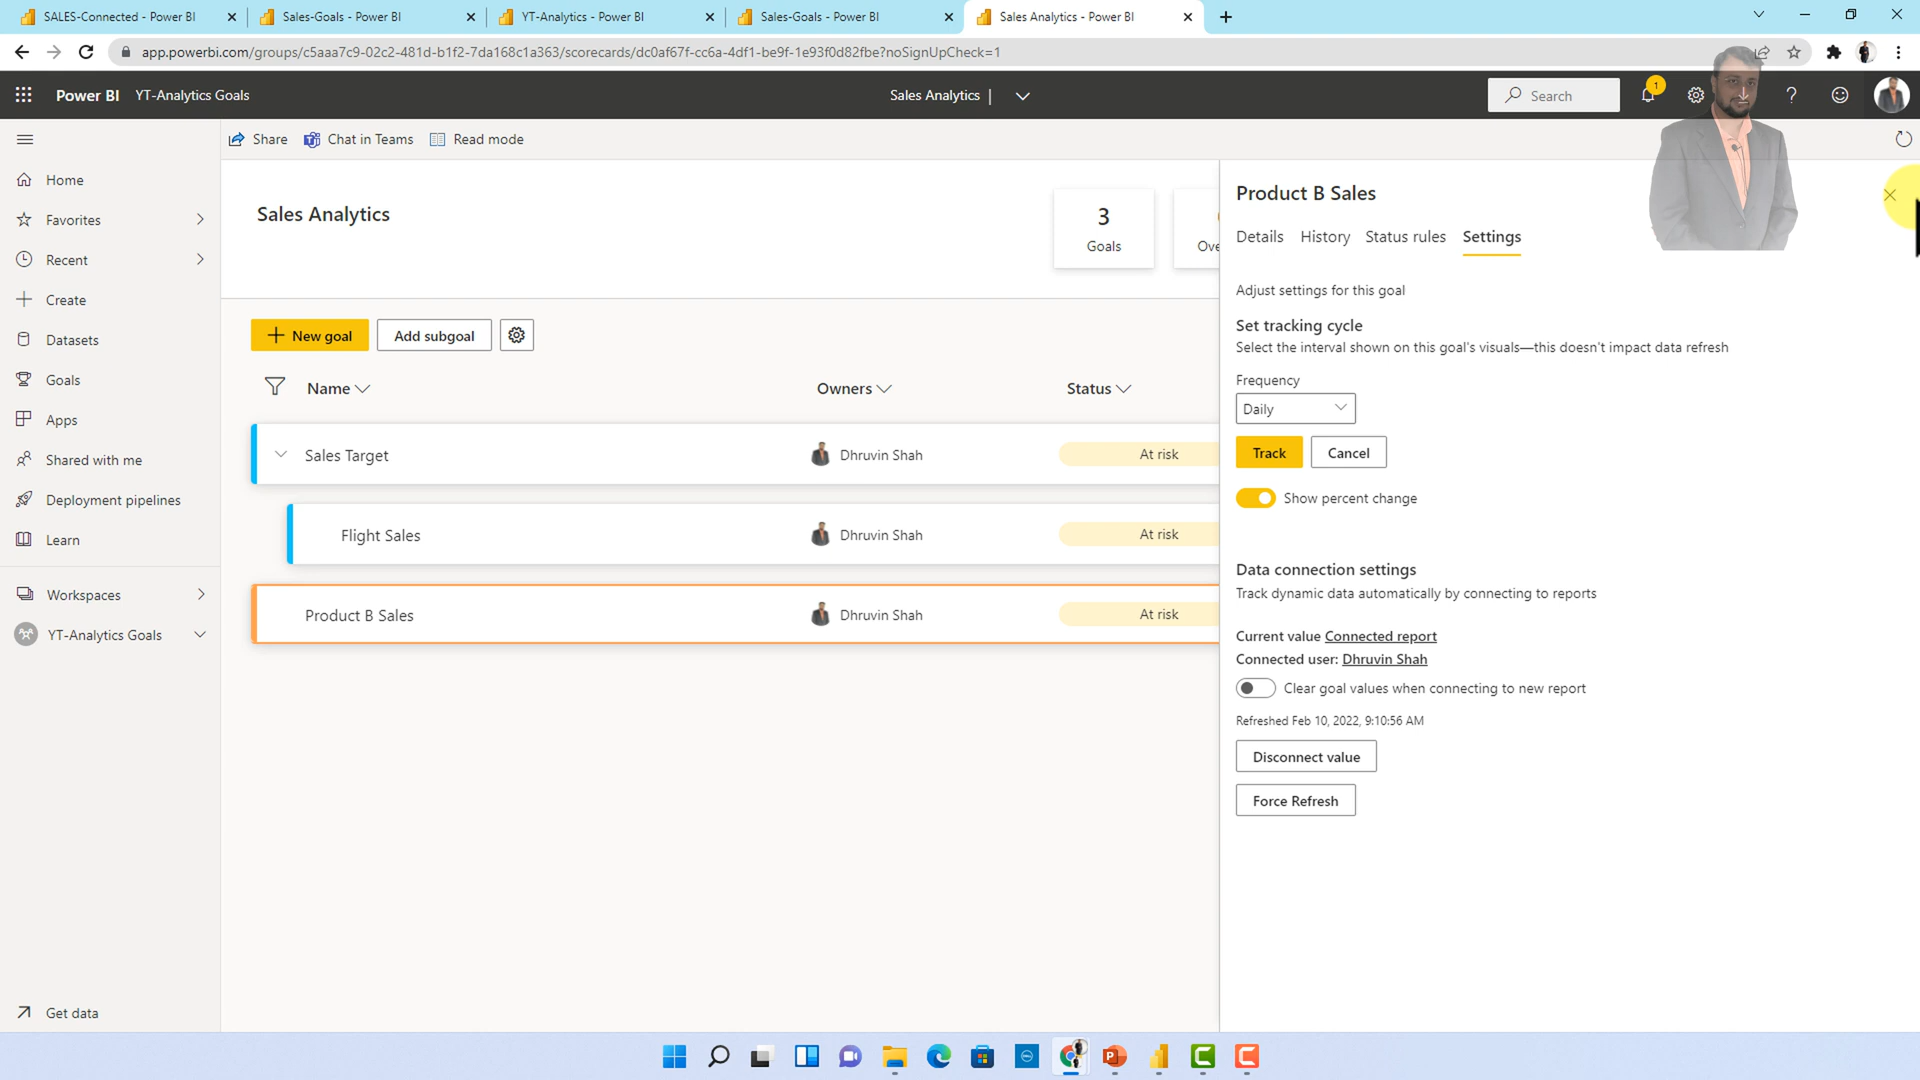 SALES-Connected - Power BI
Sales-Goals - Power BI
YT-Analytics - Power BI
Sales-Goals - Power BI
Sales Analytics - Power BI
app.powerbi.com/groups/c5aaa7c9-02c2-481d-b1f2-7da168c1a363/scorecards/dc0af67f-cc6a-4df1-be9f-1e93f0d82fbe?noSignUpCheck=1
Power BI YT-Analytics Goals
Sales Analytics |
Search
1
Share
Chat in Teams
Read mode
Home
Favorites
Recent
Create
Datasets
Goals
Apps
Shared with me
Deployment pipelines
Learn
Workspaces
YT-Analytics Goals
Get data
Sales Analytics
3
Goals
Ove
New goal
Add subgoal
Name
Owners
Status
Sales Target
Dhruvin Shah
At risk
Flight Sales
Dhruvin Shah
At risk
Product B Sales
Dhruvin Shah
At risk
Product B Sales
Details
History
Status rules
Settings
Adjust settings for this goal
Set tracking cycle
Select the interval shown on this goal's visuals—this doesn't impact data refresh
Frequency
Daily
Track
Cancel
Show percent change
Data connection settings
Track dynamic data automatically by connecting to reports
Current value Connected report
Connected user: Dhruvin Shah
Clear goal values when connecting to new report
Refreshed Feb 10, 2022, 9:10:56 AM
Disconnect value
Force Refresh